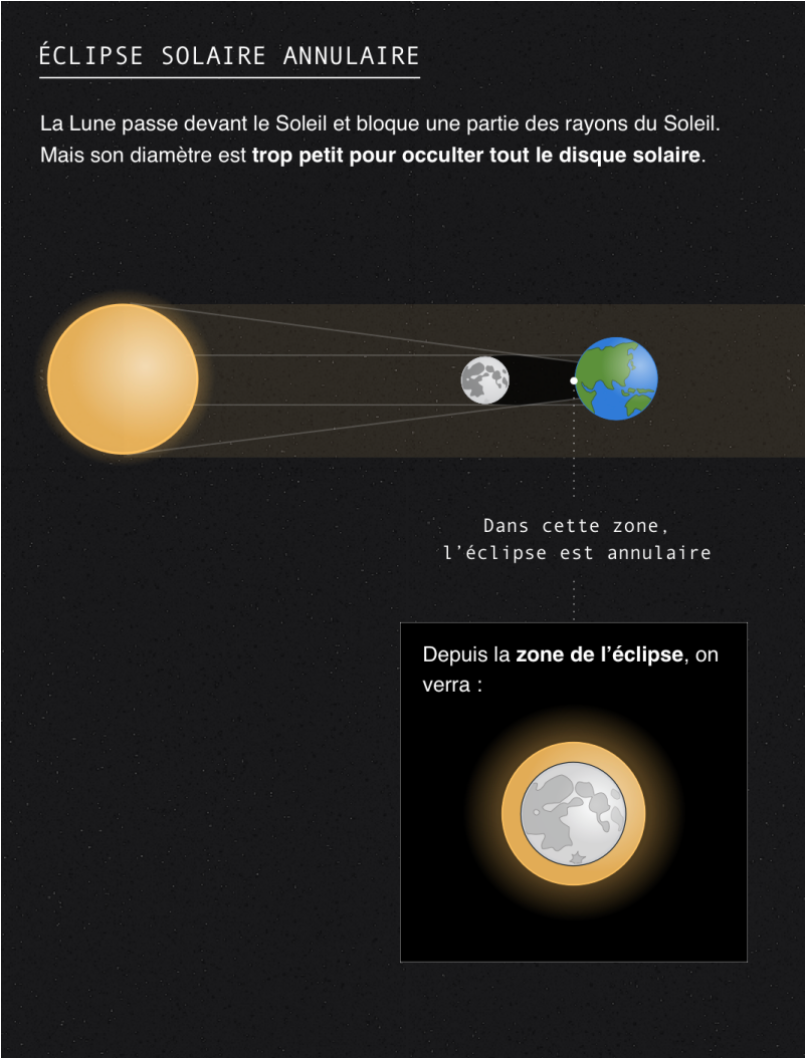 ÉCLIPSE SOLAIRE ANNULAIRE
La Lune passe devant le Soleil et bloque une partie des rayons du Soleil.
Mais son diamètre est trop petit pour occulter tout le disque solaire.
Dans cette zone,
l’éclipse est annulaire
Depuis la zone de l’éclipse, on
verra :